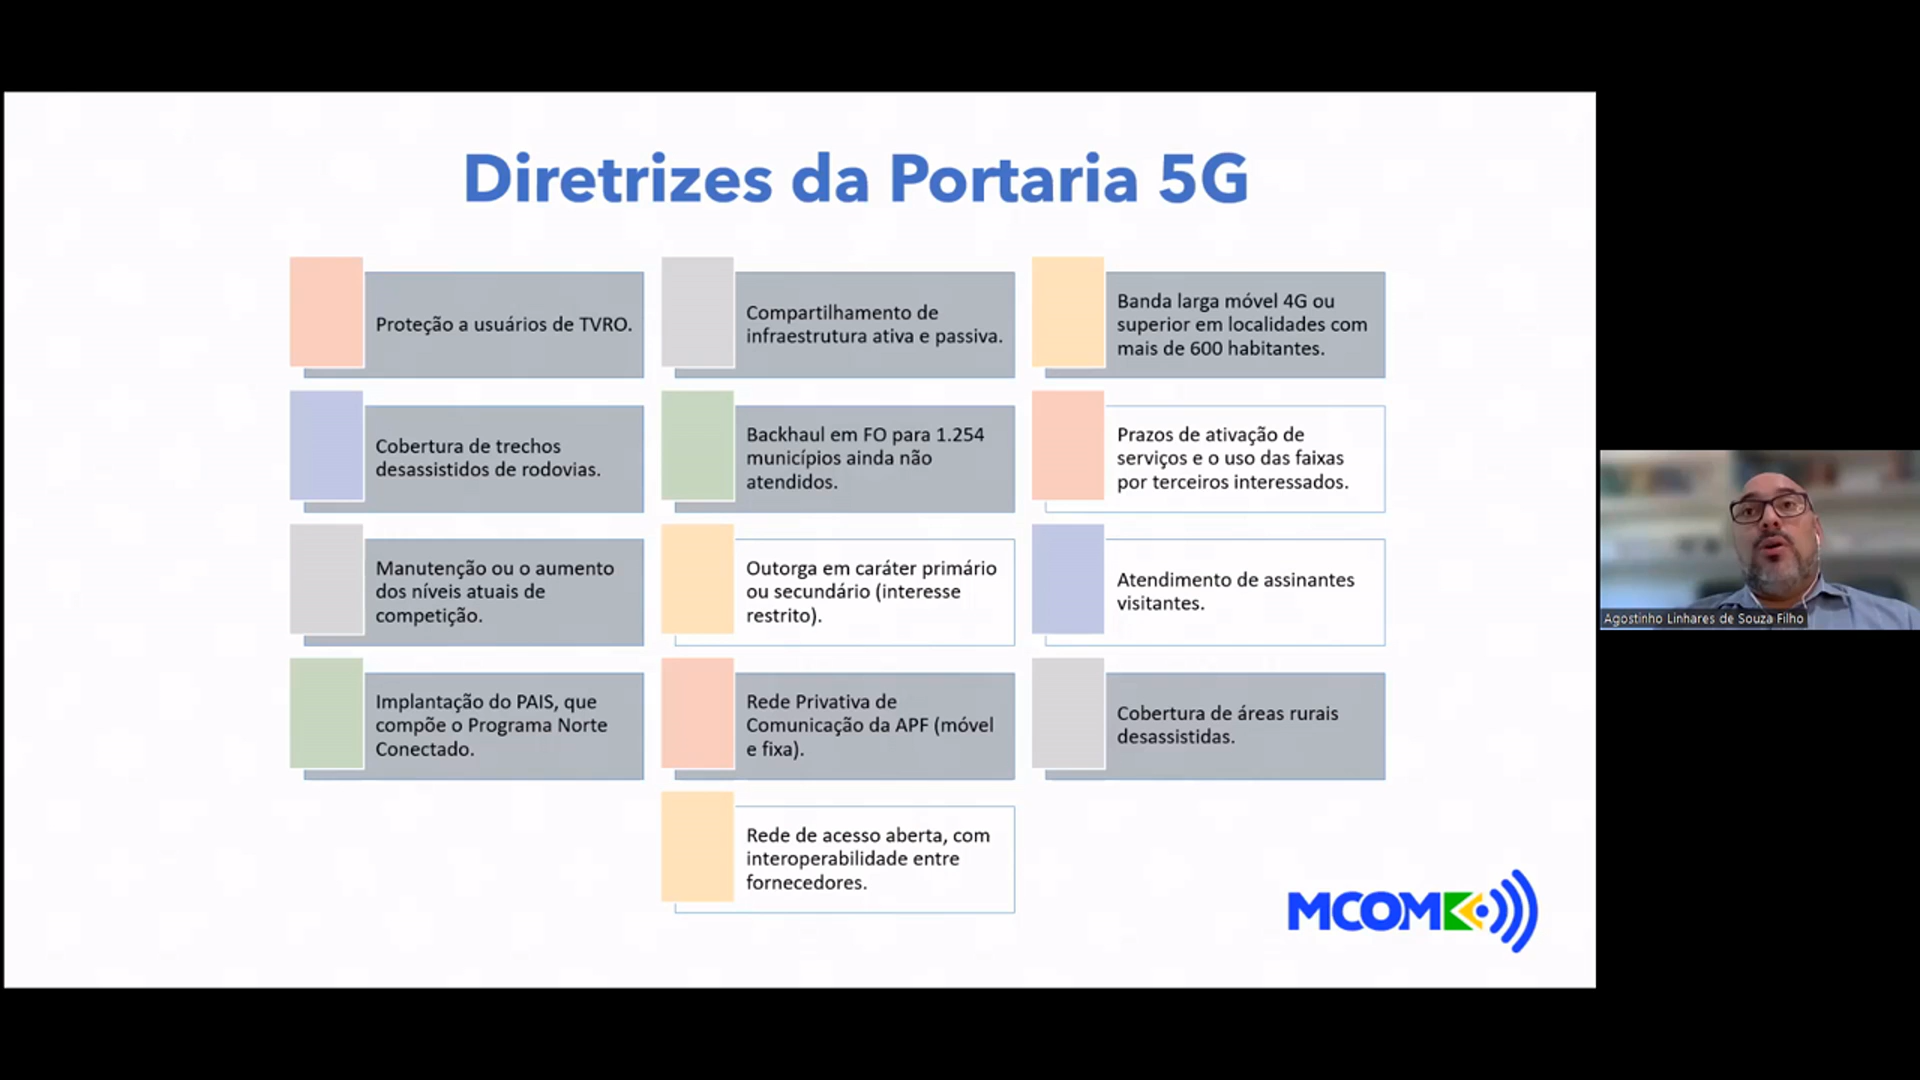 Diretrizes da Portaria 5G
Proteção a usuários de TVRO.
Compartilhamento de
infraestrutura ativa e passiva.
Banda larga móvel 4G ou
superior em localidades com
mais de 600 habitantes.
Cobertura de trechos
desassistidos de rodovias.
Backhaul em FO para 1.254
municípios ainda não
atendidos.
Prazos de ativação de
serviços e o uso das faixas
por terceiros interessados.
Manutenção ou o aumento
dos níveis atuais de
competição.
Outorga em caráter primário
ou secundário (interesse
restrito).
Atendimento de assinantes
visitantes.
Implantação do PAIS, que
compõe o Programa Norte
Conectado.
Rede Privativa de
Comunicação da APF (móvel
e fixa).
Cobertura de áreas rurais
desassistidas.
Rede de acesso aberta, com
interoperabilidade entre
fornecedores.
MCOM
Agostinho Linhares de Souza Filho